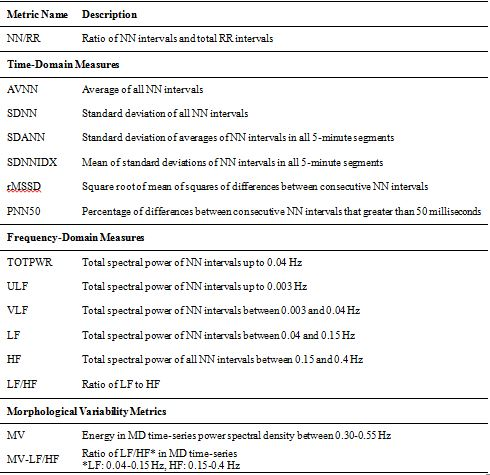 Metric Name Description
NN/RR Ratio of NN intervals and total RR intervals
Time-Domain Measures
AVNN Average of all NN intervals
SDNN Standard deviation of all NN intervals
SDANN Standard deviation of averages of NN intervals in all 5-minute segments
SDNNIDX Mean of standard deviations of NN intervals in all 5-minute segments
rMSSD Square root of mean of squares of differences between consecutive NN intervals
PNN50 Percentage of differences between consecutive NN intervals that greater than 50 milliseconds
Frequency-Domain Measures
TOTPWR Total spectral power of NN intervals up to 0.04 Hz
ULF Total spectral power of NN intervals up to 0.003 Hz
VLF Total spectral power of NN intervals between 0.003 and 0.04 Hz
LF Total spectral power of NN intervals between 0.04 and 0.15 Hz
HF Total spectral power of all NN intervals between 0.15 and 0.4 Hz
LF/HF Ratio of LF to HF
Morphological Variability Metrics
MV Energy in MD time-series power spectral density between 0.30-0.55 Hz
MV-LF/HF Ratio of LF/HF* in MD time-series
*LF: 0.04-0.15 Hz, HF: 0.15-0.4 Hz